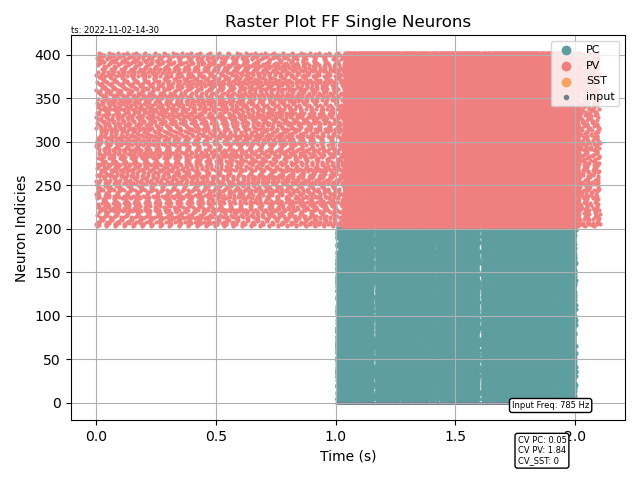 Raster Plot FF Single Neurons
ts: 2022-11-02-14-30
PC
PV
SST
input
400
350
300
250
200
150
100
50
0
Neuron Indicies
Input Freq: 785 Hz
0.0 0.5 1.0 1.5 2.0
Time (s)
CV PC: 0.05
CV PV: 1.84
CV_SST: 0